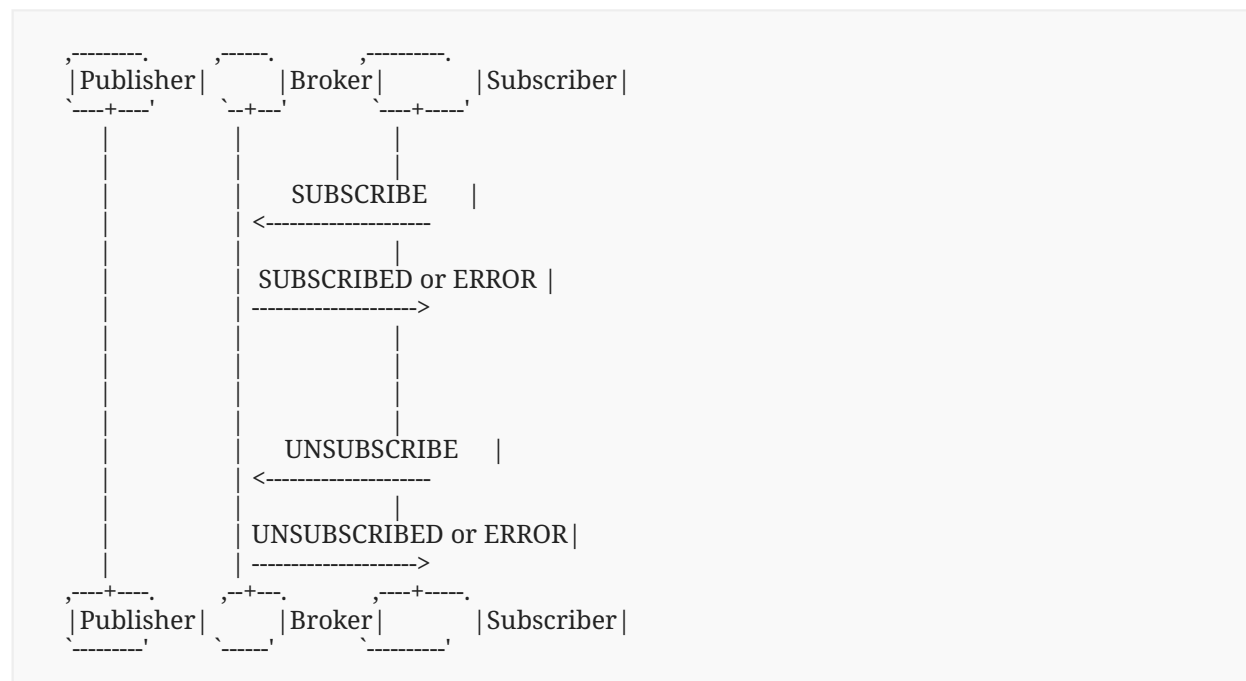 ,---------.          ,------.             ,----------.
|Publisher|          |Broker|             |Subscriber|
`----+----'          `--+---'             `----+-----'
     |                  |                      |
     |                  |                      |
     |                  |      SUBSCRIBE       |
     |                  | <---------------------
     |                  |                      |
     |                  | SUBSCRIBED or ERROR |
     |                  | --------------------->
     |                  |                      |
     |                  |                      |
     |                  |                      |
     |                  |                      |
     |                  |     UNSUBSCRIBE      |
     |                  | <---------------------
     |                  |                      |
     |                  | UNSUBSCRIBED or ERROR|
     |                  | --------------------->
,----+----.          ,--+---.             ,----+-----.
|Publisher|          |Broker|             |Subscriber|
`---------'          `------'             `----------'